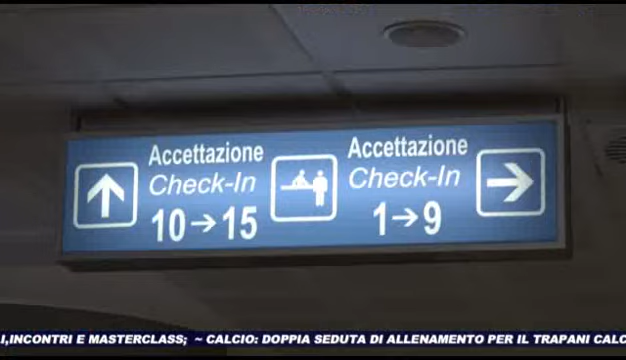 Accettazione
Check-In
10→15
Accettazione
Check-In
1→9
I,INCONTRI E MASTERCLASS; ~ CALCIO: DOPPIA SEDUTA DI ALLENAMENTO PER IL TRAPANI CALC